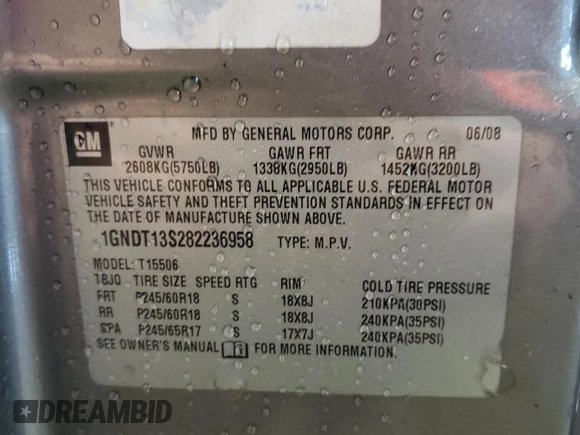 GM
MFD BY GENERAL MOTORS CORP. 06/08
GVWR GAWR FRT GAWR RR
2608KG(5750LB) 1338KG(2950LB) 1452KG(3200LB)
THIS VEHICLE CONFORMS TO ALL APPLICABLE U.S. FEDERAL MOTOR
VEHICLE SAFETY AND THEFT PREVENTION STANDARDS IN EFFECT ON
THE DATE OF MANUFACTURE SHOWN ABOVE.
1GNDT13S282236958 TYPE: M.P.V.
MODEL: T15506
TBJQ TIRE SIZE SPEED RTG RIM COLD TIRE PRESSURE
FRT P245/60R18 S 18X8J 210KPA(30PSI)
RR P245/60R18 S 18X8J 240KPA(35PSI)
SPA P245/65R17 S 17X7J 240KPA(35PSI)
SEE OWNER'S MANUAL FOR MORE INFORMATION.
DREAMBID